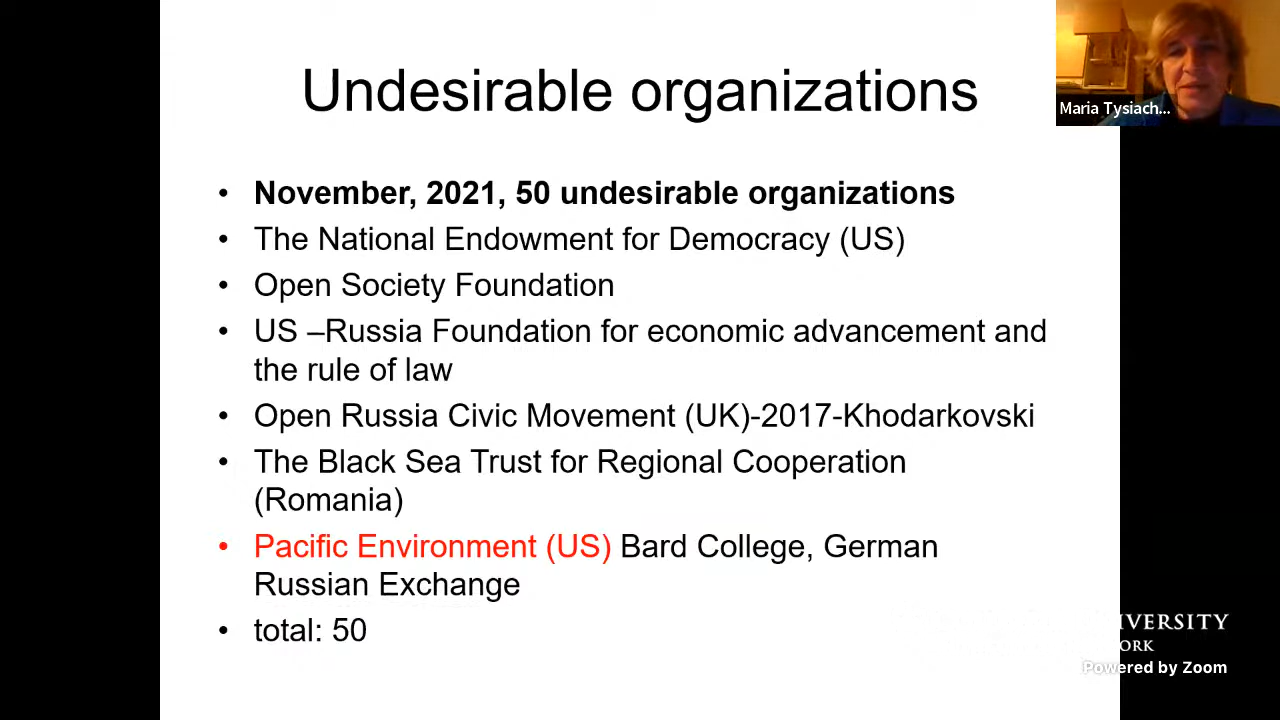 Undesirable organizations
Maria Tysiach...
• November, 2021, 50 undesirable organizations
• The National Endowment for Democracy (US)
• Open Society Foundation
• US –Russia Foundation for economic advancement and
the rule of law
• Open Russia Civic Movement (UK)-2017-Khodarkovski
• The Black Sea Trust for Regional Cooperation
(Romania)
• Pacific Environment (US) Bard College, German
Russian Exchange
• total: 50
IVERSITY
ORK
Powered by Zoom